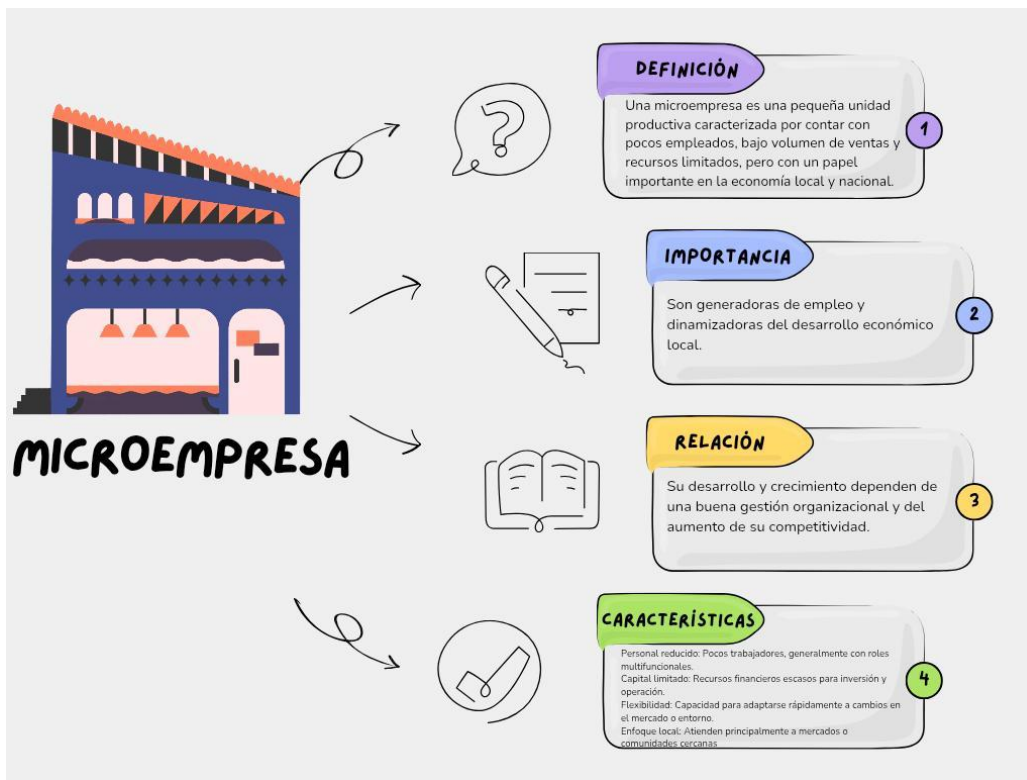 MICROEMPRESA
DEFINICIÓN
Una microempresa es una pequeña unidad
productiva caracterizada por contar con
pocos empleados, bajo volumen de ventas y
recursos limitados, pero con un papel
importante en la economía local y nacional.
1
IMPORTANCIA
Son generadoras de empleo y
dinamizadoras del desarrollo económico
local.
2
RELACIÓN
Su desarrollo y crecimiento dependen de
una buena gestión organizacional y del
aumento de su competitividad.
3
CARACTERÍSTICAS
Personal reducido: Pocos trabajadores, generalmente con roles
multifuncionales.
Capital limitado: Recursos financieros escasos para inversión y
operación.
Flexibilidad: Capacidad para adaptarse rápidamente a cambios en
el mercado o entorno.
Enfoque local: Atienden principalmente a mercados o
comunidades cercanas
4